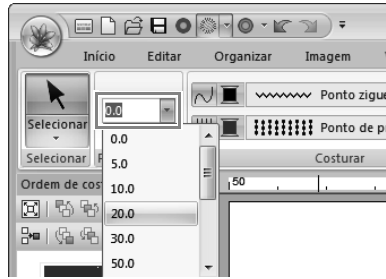 Início Editar Organizar Imagem
0.0
Ponto zigue
Selecionar
Ponto de p
0.0
Selecionar
Costurar
5.0
Ordem de cos
50
10.0
20.0
30.0
50.0